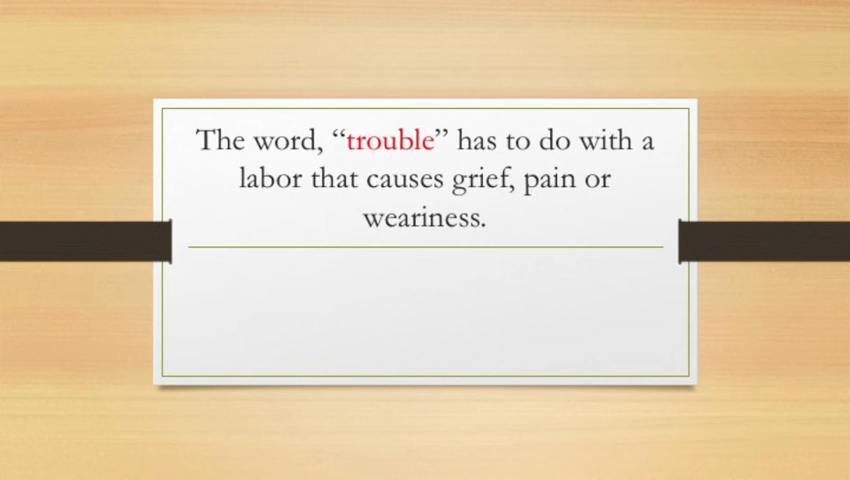 The word, “trouble” has to do with a
labor that causes grief, pain or
weariness.